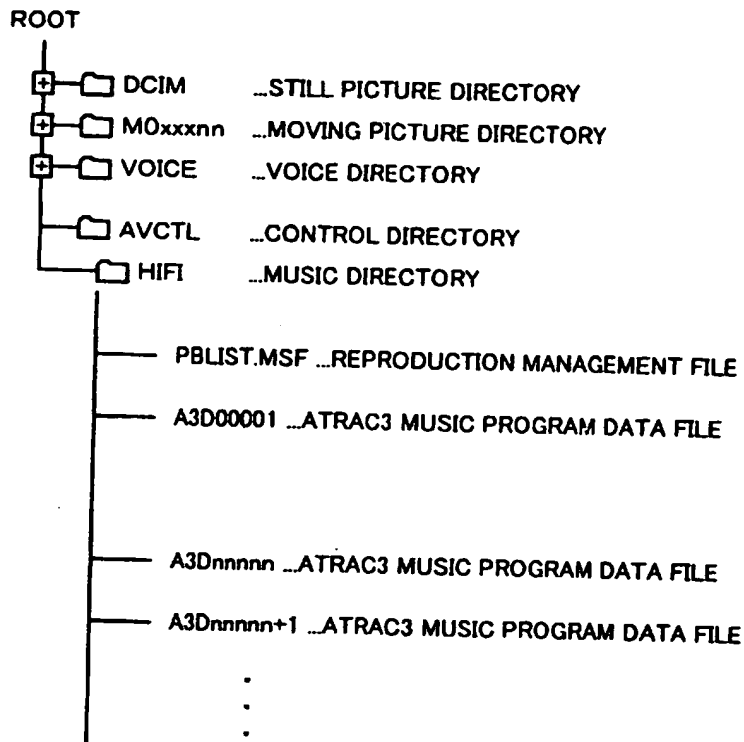 ROOT
DCIM ...STILL PICTURE DIRECTORY
M0xxxnn ...MOVING PICTURE DIRECTORY
VOICE ...VOICE DIRECTORY
AVCTL ...CONTROL DIRECTORY
HIFI ...MUSIC DIRECTORY
PBLIST.MSF ...REPRODUCTION MANAGEMENT FILE
A3D00001 ...ATRAC3 MUSIC PROGRAM DATA FILE
A3Dnnnnn ...ATRAC3 MUSIC PROGRAM DATA FILE
A3Dnnnnn+1 ...ATRAC3 MUSIC PROGRAM DATA FILE